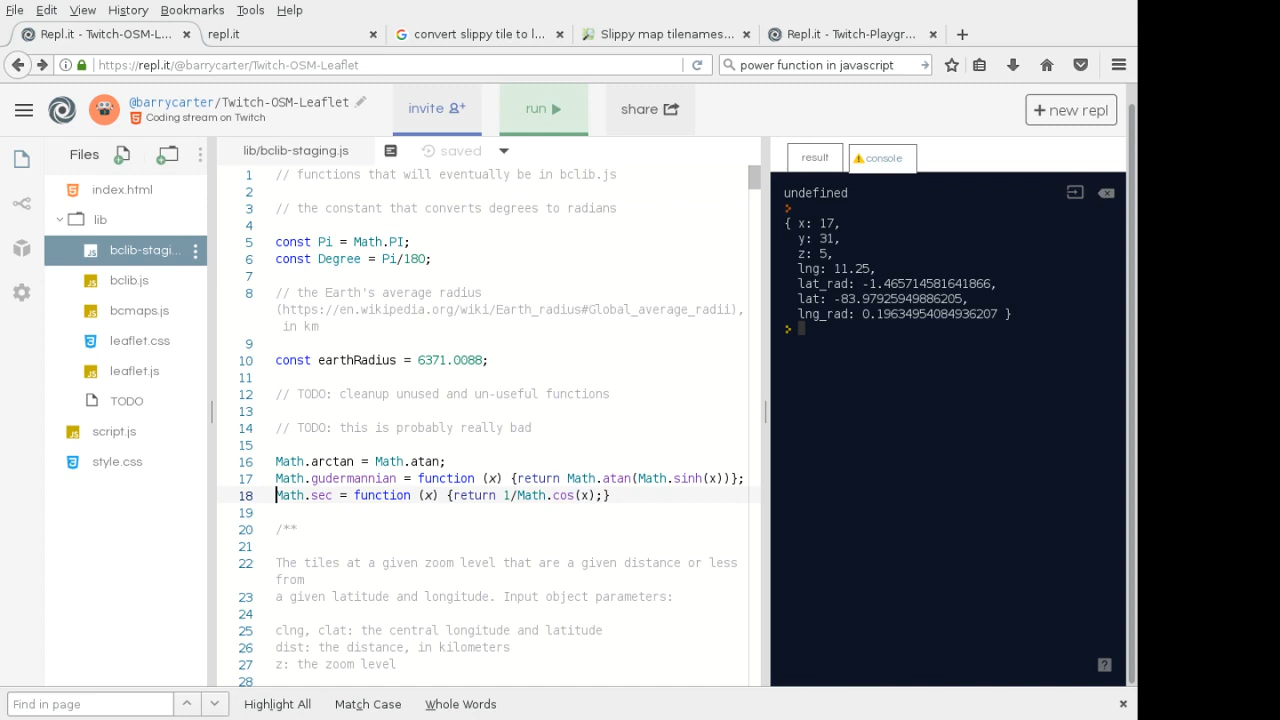 File Edit View History Bookmarks Tools Help
Repl.it - Twitch-OSM-L... × repl.it × convert slippy tile to l... × Slippy map tilenames... × Repl.it - Twitch-Playgr... × +
https://repl.it/@barrycarter/Twitch-OSM-Leaflet
power function in javascript
@barrycarter/Twitch-OSM-Leaflet
Coding stream on Twitch
invite
run
share
+ new repl
Files
index.html
lib
bclib-stagi...
bclib.js
bcmaps.js
leaflet.css
leaflet.js
TODO
script.js
style.css
lib/bclib-staging.js
saved
1 // functions that will eventually be in bclib.js
2
3 // the constant that converts degrees to radians
4
5 const Pi = Math.PI;
6 const Degree = Pi/180;
7
8 // the Earth's average radius
(https://en.wikipedia.org/wiki/Earth_radius#Global_average_radii),
in km
9
10 const earthRadius = 6371.0088;
11
12 // TODO: cleanup unused and un-useful functions
13
14 // TODO: this is probably really bad
15
16 Math.arctan = Math.atan;
17 Math.gudermannian = function (x) {return Math.atan(Math.sinh(x))};
18 Math.sec = function (x) {return 1/Math.cos(x);}
19
20 /**
21
22 The tiles at a given zoom level that are a given distance or less
from
23 a given latitude and longitude. Input object parameters:
24
25 clng, clat: the central longitude and latitude
26 dist: the distance, in kilometers
27 z: the zoom level
28
result
console
undefined
>
{ x: 17,
y: 31,
z: 5,
lng: 11.25,
lat_rad: -1.465714581641866,
lat: -83.97925949886205,
lng_rad: 0.19634954084936207 }
>
?
Find in page
Highlight All Match Case Whole Words ×